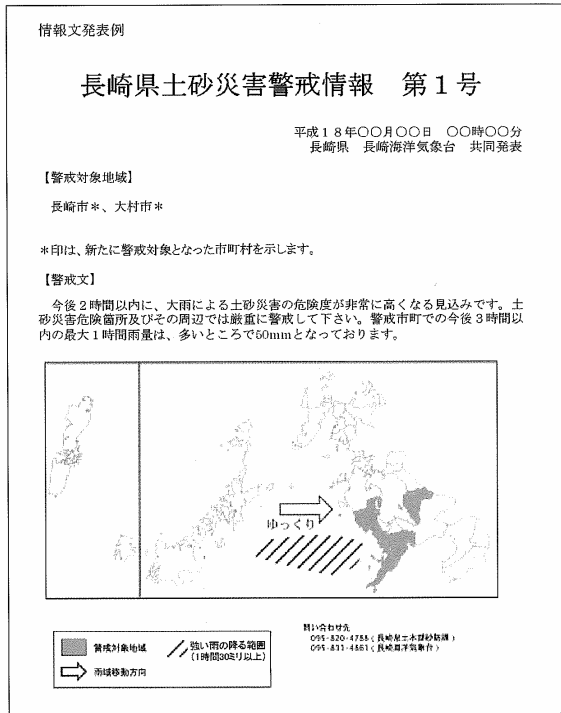 情報文発表例
長崎県土砂災害警戒情報　第１号
平成１８年〇〇月〇〇日　〇〇時〇〇分
長崎県　長崎海洋気象台　共同発表
【警戒対象地域】
長崎市＊、大村市＊
＊印は、新たに警戒対象となった市町村を示します。
【警戒文】
今後２時間以内に、大雨による土砂災害の危険度が非常に高くなる見込みです。土
砂災害危険箇所及びその周辺では厳重に警戒して下さい。警戒市町での今後３時間以
内の最大１時間雨量は、多いところで50mmとなっております。
ゆっくり
警戒対象地域
強い雨の降る範囲
(1時間30ミリ以上)
雨域移動方向
問い合わせ先
095-820-4788（長崎県土木部砂防課）
095-811-4861（長崎海洋気象台）